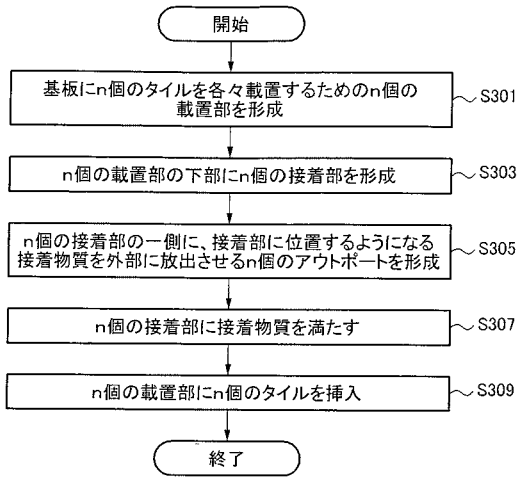 開始
基板にn個のタイルを各々載置するためのn個の
載置部を形成
S301
n個の載置部の下部にn個の接着部を形成
S303
n個の接着部の一側に、接着部に位置するようになる
接着物質を外部に放出させるn個のアウトポートを形成
S305
n個の接着部に接着物質を満たす
S307
n個の載置部にn個のタイルを挿入
S309
終了